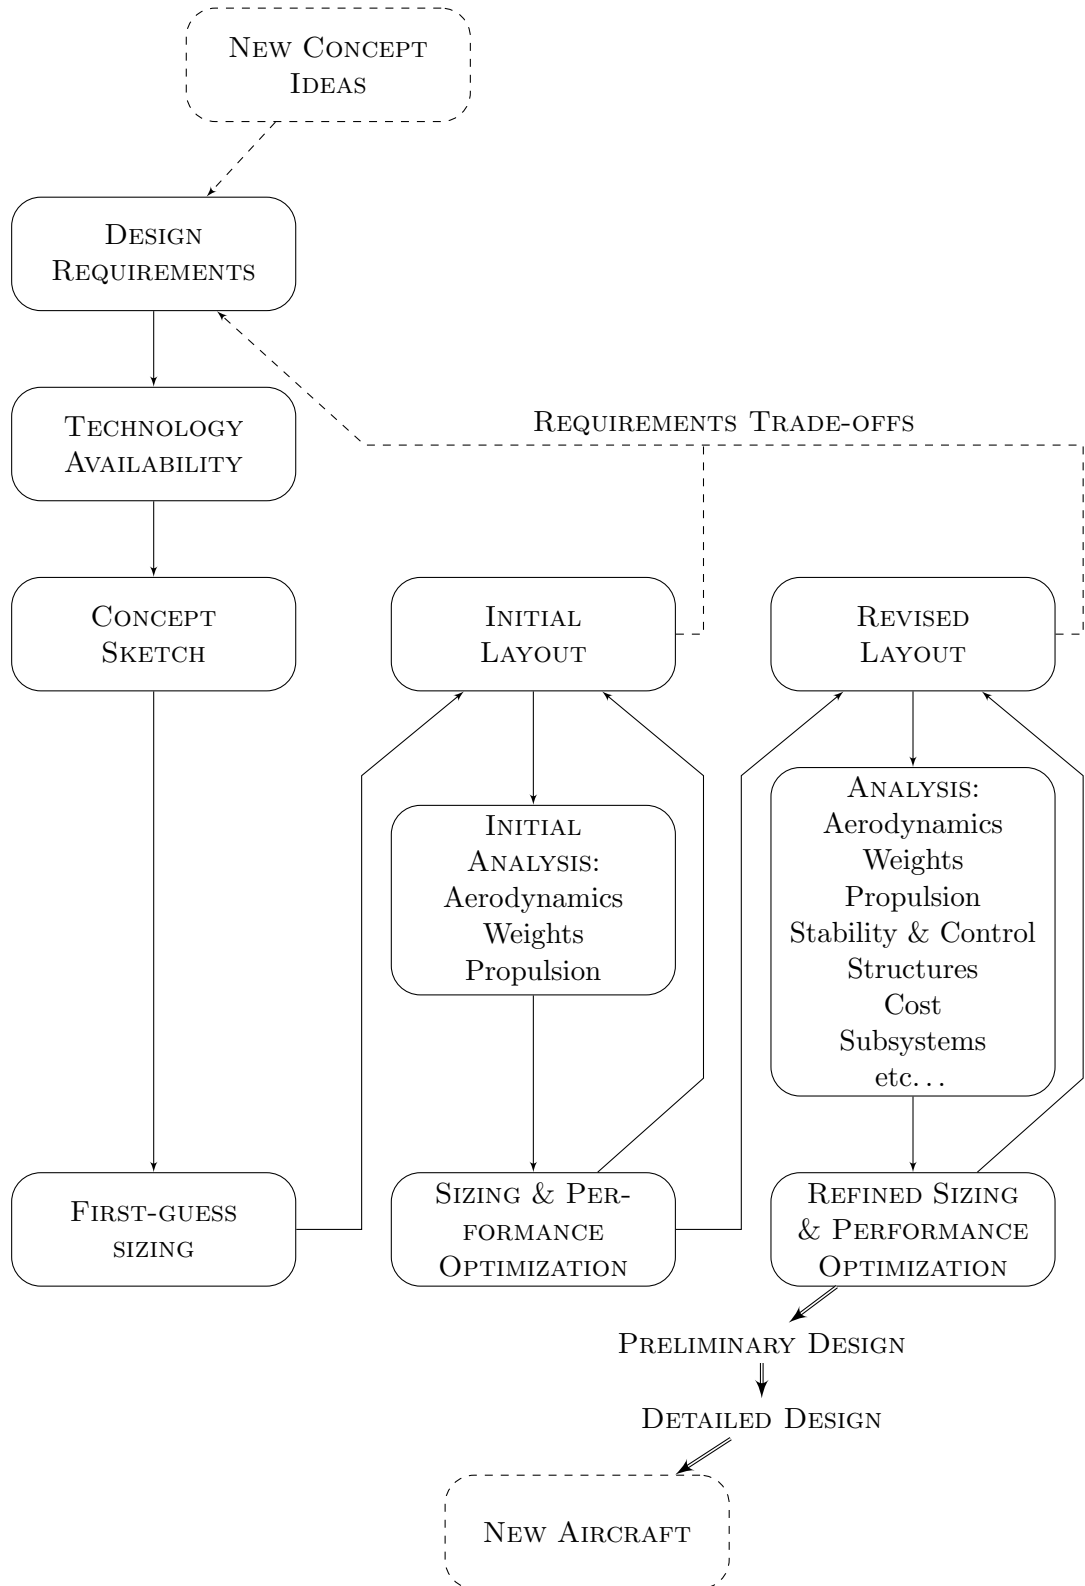 New Concept
Ideas
Design
Requirements
Technology
Availability
Requirements Trade-offs
Concept
Sketch
Initial
Layout
Revised
Layout
Initial
Analysis:
Aerodynamics
Weights
Propulsion
Analysis:
Aerodynamics
Weights
Propulsion
Stability & Control
Structures
Cost
Subsystems
etc...
First-guess
sizing
Sizing & Per-
formance
Optimization
Refined Sizing
& Performance
Optimization
Preliminary Design
Detailed Design
New Aircraft